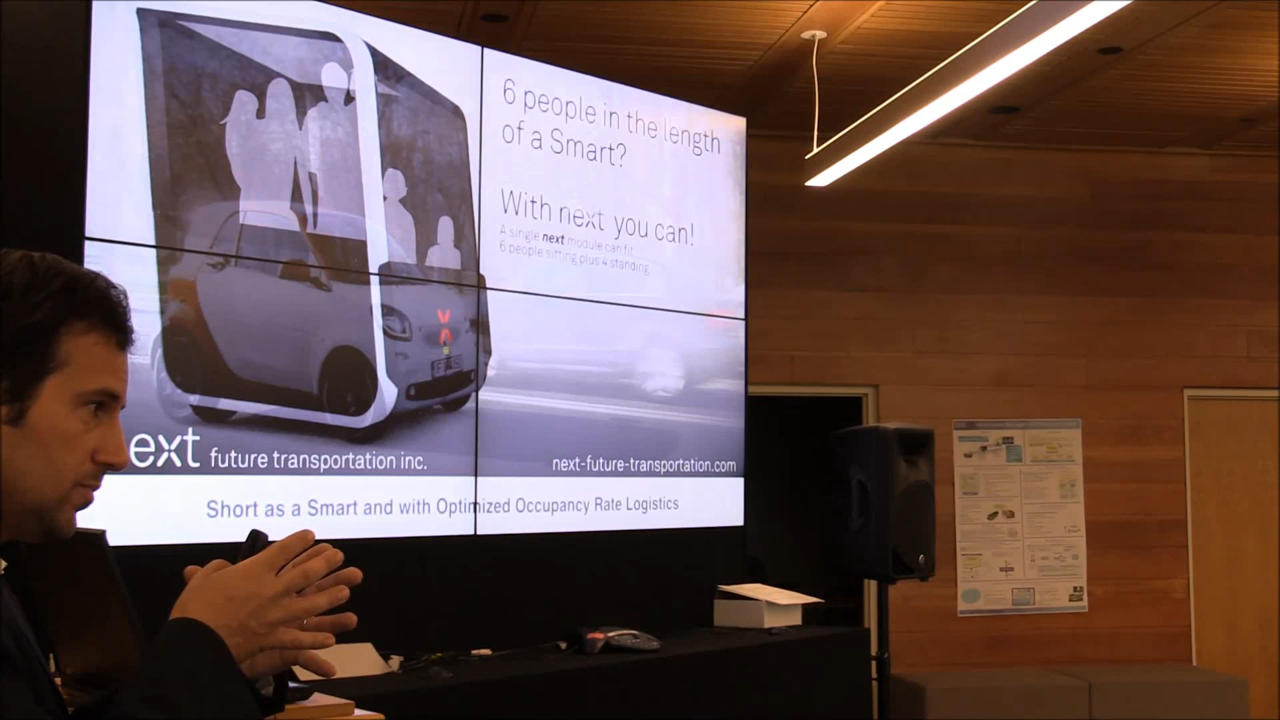 6 people in the length
of a Smart?
With next you can!
A single next module can fit
6 people sitting plus 4 standing
ext future transportation inc.
next-future-transportation.com
Short as a Smart and with Optimized Occupancy Rate Logistics